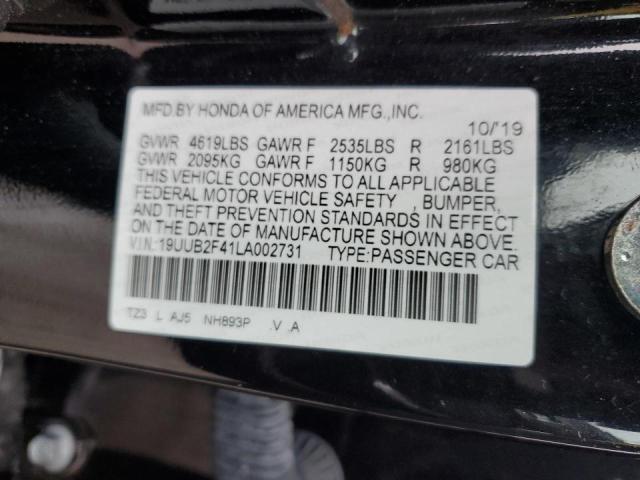 MFD.BY HONDA OF AMERICA MFG.,INC.
10/'19
GVWR 4619LBS GAWR F 2535LBS R 2161LBS
GVWR 2095KG GAWR F 1150KG R 980KG
THIS VEHICLE CONFORMS TO ALL APPLICABLE
FEDERAL MOTOR VEHICLE SAFETY , BUMPER,
AND THEFT PREVENTION STANDARDS IN EFFECT
ON THE DATE OF MANUFACTURE SHOWN ABOVE.
VIN:19UUB2F41LA002731 TYPE:PASSENGER CAR
TZ3 L AJ5 NH893P .V .A